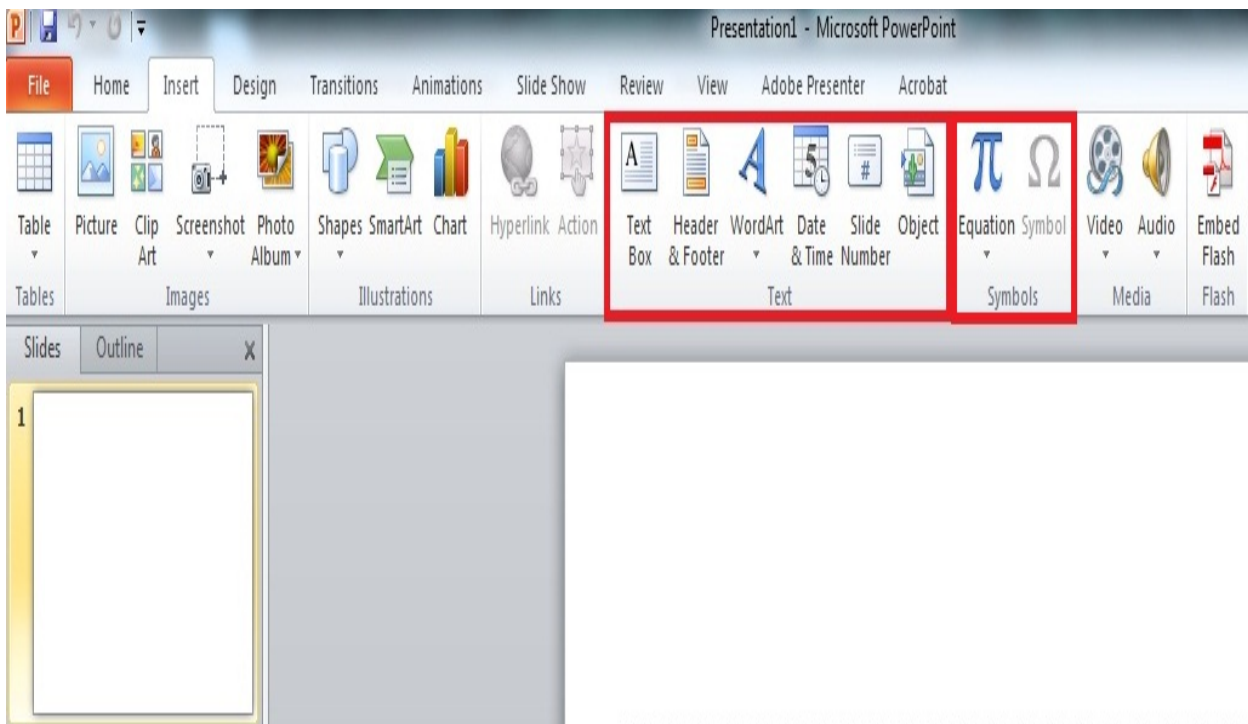 Presentation1 - Microsoft PowerPoint
File Home Insert Design Transitions Animations Slide Show Review View Adobe Presenter Acrobat
Table Picture Clip Screenshot Photo Shapes SmartArt Chart Hyperlink Action Text Header WordArt Date Slide Object Equation Symbol Video Audio Embed
Art Album Box & Footer & Time Number Flash
Tables Images Illustrations Links Text Symbols Media Flash
Slides Outline X
1